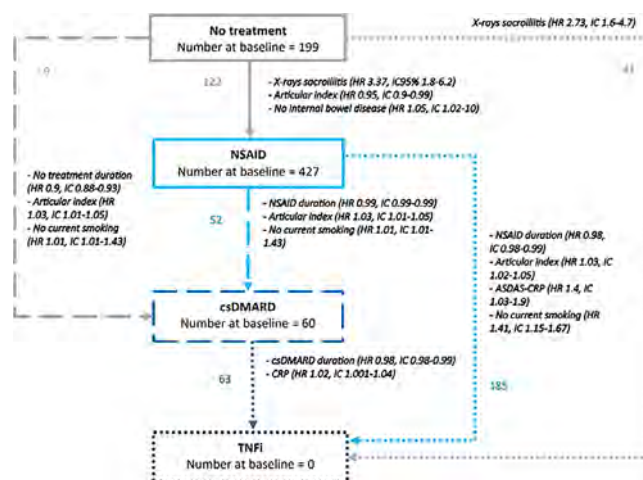 No treatment
Number at baseline = 199
X-rays sacroiliitis (HR 2.73, IC 1.6-4.7)
122
- X-rays sacroiliitis (HR 3.37, IC95% 1.8-6.2)
- Articular index (HR 0.95, IC 0.9-0.99)
- No internal bowel disease (HR 1.05, IC 1.02-10)
NSAID
Number at baseline = 427
- No treatment duration
(HR 0.9, IC 0.88-0.93)
- Articular index (HR
1.03, IC 1.01-1.05)
- No current smoking
(HR 1.01, IC 1.01-1.43)
52
- NSAID duration (HR 0.99, IC 0.99-0.99)
- Articular index (HR 1.03, IC 1.01-1.05)
- No current smoking (HR 1.01, IC 1.01-
1.43)
- NSAID duration (HR 0.98,
IC 0.98-0.99)
- Articular index (HR 1.03, IC
1.02-1.05)
- ASDAS-CRP (HR 1.4, IC
1.03-1.9)
- No current smoking (HR
1.41, IC 1.15-1.67)
csDMARD
Number at baseline = 60
63
- csDMARD duration (HR 0.98, IC 0.98-0.99)
- CRP (HR 1.02, IC 1.001-1.04)
185
TNFi
Number at baseline = 0